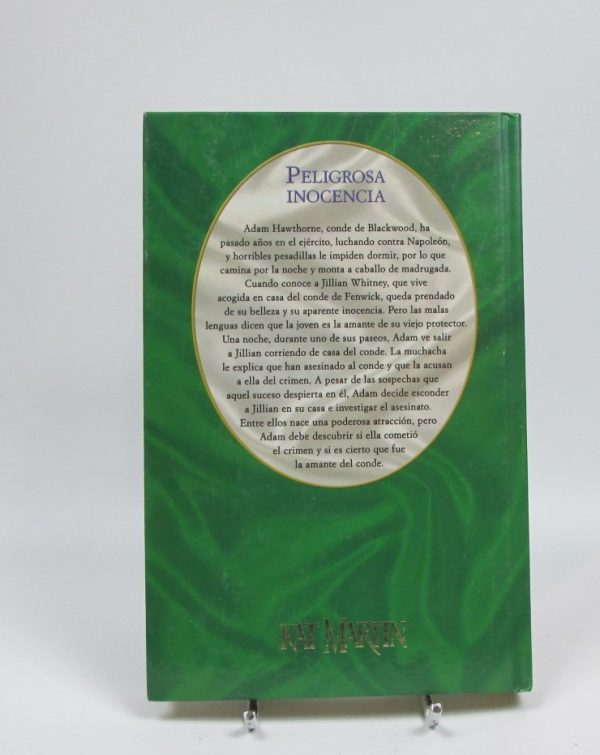 PELIGROSA
INOCENCIA
Adam Hawthorne, conde de Blackwood, ha
pasado años en el ejército, luchando contra Napoleón,
y horribles pesadillas le impiden dormir, por lo que
camina por la noche y monta a caballo de madrugada.
Cuando conoce a Jillian Whitney, que vive
acogida en casa del conde de Fenwick, queda prendado
de su belleza y su aparente inocencia. Pero las malas
lenguas dicen que la joven es la amante de su viejo protector.
Una noche, durante uno de sus paseos, Adam ve salir
a Jillian corriendo de casa del conde. La muchacha
le explica que han asesinado al conde y que la acusan
a ella del crimen. A pesar de las sospechas que
aquel suceso despierta en él, Adam decide esconder
a Jillian en su casa e investigar el asesinato.
Entre ellos nace una poderosa atracción, pero
Adam debe descubrir si ella cometió
el crimen y si es cierto que fue
la amante del conde.
KAT MARTIN